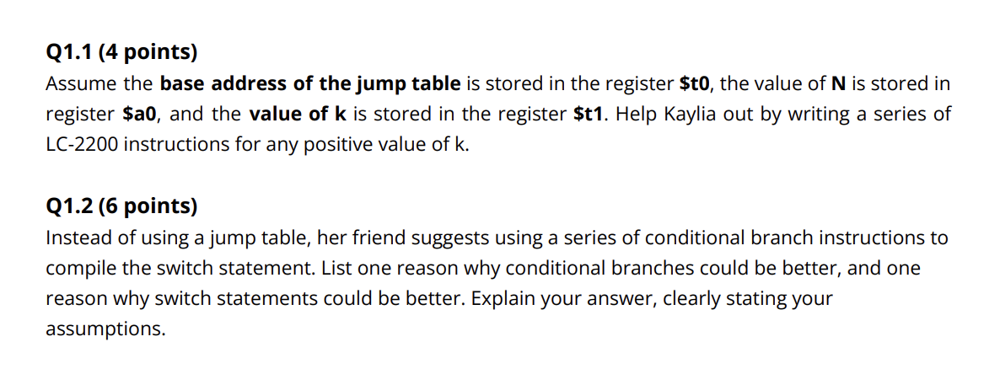 Q1.1 (4 points)
Assume the base address of the jump table is stored in the register $t0, the value of N is stored in
register $a0, and the value of k is stored in the register $t1. Help Kaylia out by writing a series of
LC-2200 instructions for any positive value of k.
Q1.2 (6 points)
Instead of using a jump table, her friend suggests using a series of conditional branch instructions to
compile the switch statement. List one reason why conditional branches could be better, and one
reason why switch statements could be better. Explain your answer, clearly stating your
assumptions.